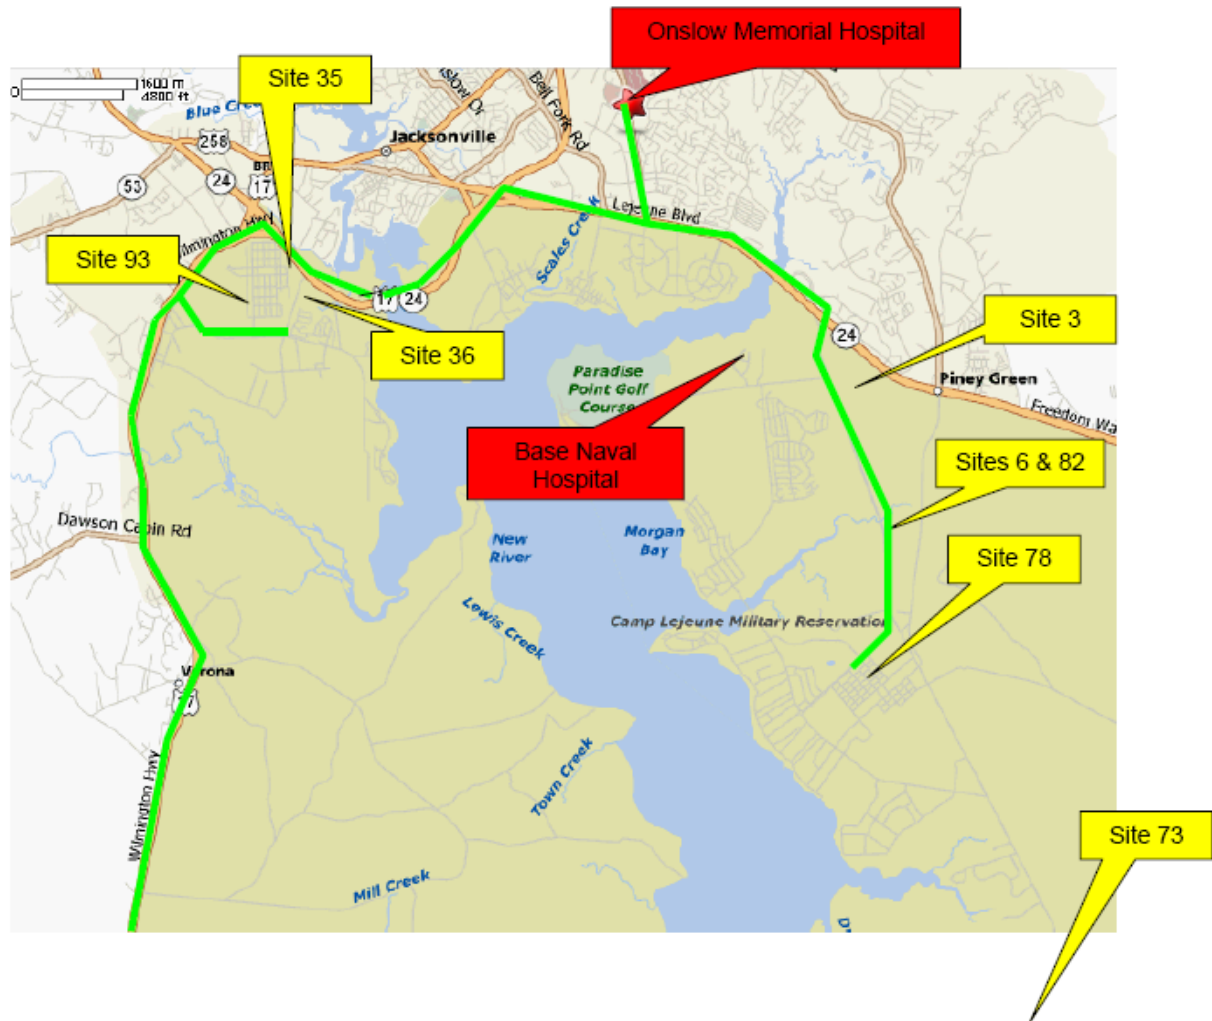 Onslow Memorial Hospital
Site 35
0
1600 m
4800 ft
Blue Creek
Bell Fork Rd
Jacksonville
258
53
24
17
Lejeune Blvd
Scales Creek
Site 93
17
24
Site 3
24
Site 36
Piney Green
Paradise
Point Golf
Course
Freedom Wa
Base Naval
Hospital
Sites 6 & 82
Dawson Cabin Rd
New
River
Morgan
Bay
Site 78
Lewis Creek
Camp Lejeune Military Reservation
Verona
Town Creek
Wilmington Hwy
Site 73
Mill Creek